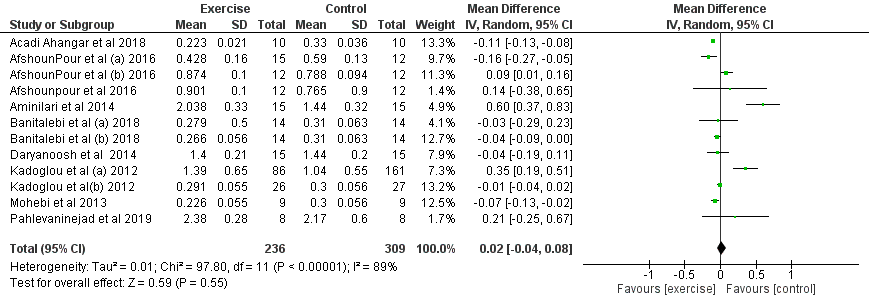 Exercise Control Mean Difference Mean Difference
Study or Subgroup Mean SD Total Mean SD Total Weight IV, Random, 95% CI IV, Random, 95% CI
Acadi Ahangar et al 2018 0.223 0.021 10 0.33 0.036 10 13.3% -0.11 [-0.13, -0.08]
AfshounPour et (a) 2016 0.428 0.16 15 0.59 0.13 12 9.7% -0.16 [-0.27, -0.05]
AfshounPour et (b) 2016 0.874 0.1 12 0.788 0.094 12 11.6% 0.09 [0.01, 0.16]
Afshounpour et al 2016 0.901 0.1 12 0.765 0.9 12 1.3% 0.14 [-0.38, 0.65]
Aminilari et al 2014 2.038 0.33 15 1.44 0.32 15 4.9% 0.60 [0.37, 0.83]
Banitalebi et al (a) 2018 0.279 0.5 14 0.31 0.063 14 4.1% -0.03 [-0.29, 0.23]
Banitalebi et al (b) 2018 0.266 0.056 14 0.31 0.063 14 12.9% -0.04 [-0.09, 0.00]
Daryanoosh et al 2014 1.4 0.21 15 1.44 0.2 15 7.9% -0.04 [-0.19, 0.11]
Kadoglou et al (a) 2012 1.39 0.65 86 1.04 0.55 161 7.3% 0.35 [0.19, 0.51]
Kadoglou et al(b) 2012 0.291 0.055 26 0.3 0.056 27 13.2% -0.01 [-0.04, 0.02]
Mohebi et al 2013 0.226 0.055 9 0.3 0.056 9 12.7% -0.07 [-0.13, -0.02]
Pahlevaninejad et al 2019 2.38 0.28 8 2.17 0.6 8 1.6% 0.21 [-0.25, 0.67]
Total (95% CI) 236 309 100.0% 0.02 [-0.04, 0.08]
Heterogeneity: Tau² = 0.01; Chi² = 97.80, df = 11 (P < 0.00001); I² = 89%
Test for overall effect: Z = 0.59 (P = 0.55)
-1 -0.5 0 0.5 1
Favours [exercise] Favours [control]